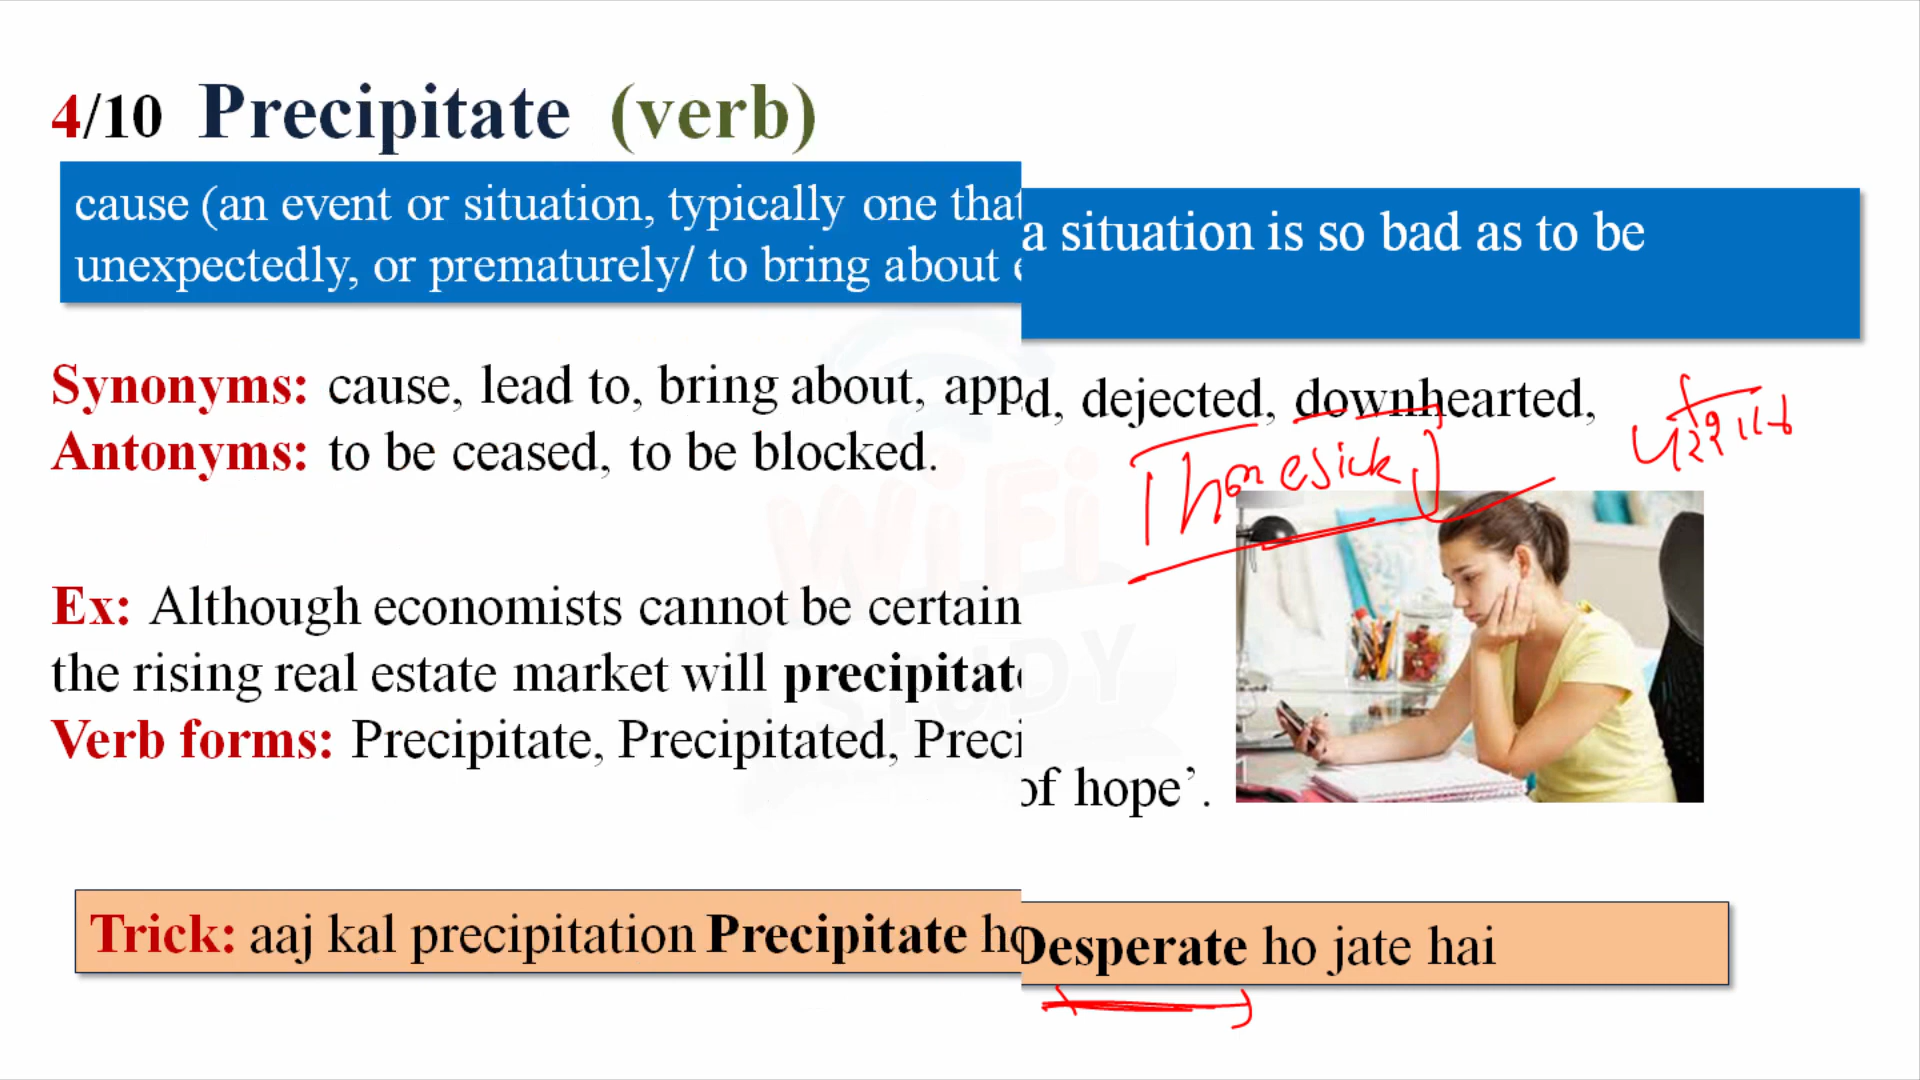 4/10 Precipitate (verb)
cause (an event or situation, typically one that
unexpectedly, or prematurely/ to bring about
a situation is so bad as to be
Synonyms: cause, lead to, bring about, app
Antonyms: to be ceased, to be blocked.
d, dejected, downhearted,
[homesick]
WiFi
STUDY
Ex: Although economists cannot be certain
the rising real estate market will precipitate
Verb forms: Precipitate, Precipitated, Preci
of hope’.
Trick: aaj kal precipitation Precipitate ho
Desperate ho jate hai